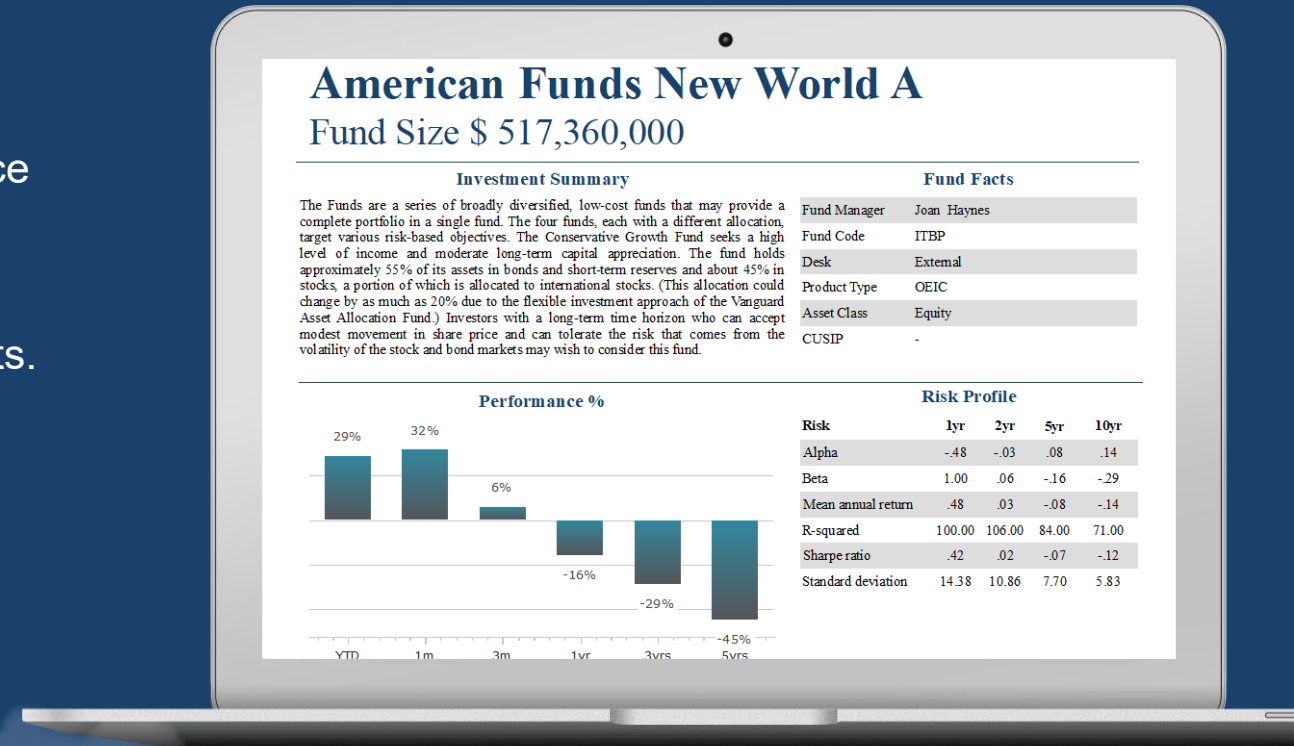 ce
ts.
American Funds New World A
Fund Size $ 517,360,000
Investment Summary
The Funds are a series of broadly diversified, low-cost funds that may provide a
complete portfolio in a single fund. The four funds, each with a different allocation,
target various risk-based objectives. The Conservative Growth Fund seeks a high
level of income and moderate long-term capital appreciation. The fund holds
approximately 55% of its assets in bonds and short-term reserves and about 45% in
stocks, a portion of which is allocated to international stocks. (This allocation could
change by as much as 20% due to the flexible investment approach of the Vanguard
Asset Allocation Fund.) Investors with a long-term time horizon who can accept
modest movement in share price and can tolerate the risk that comes from the
volatility of the stock and bond markets may wish to consider this fund.
Fund Facts
Fund Manager Joan Haynes
Fund Code ITBP
Desk External
Product Type OEIC
Asset Class Equity
CUSIP -
Performance %
29%
32%
6%
-16%
-29%
-45%
YTD 1m 3m 1yr 3yrs 5yrs
Risk Profile
Risk 1yr 2yr 5yr 10yr
Alpha -.48 -.03 .08 .14
Beta 1.00 .06 -.16 -.29
Mean annual return .48 .03 -.08 -.14
R-squared 100.00 106.00 84.00 71.00
Sharpe ratio .42 .02 -.07 -.12
Standard deviation 14.38 10.86 7.70 5.83